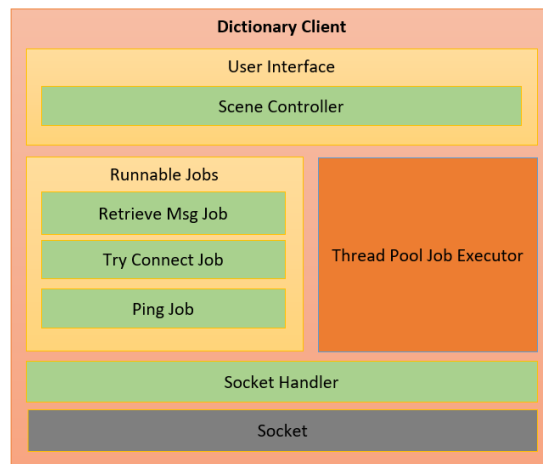 Dictionary Client
User Interface
Scene Controller
Runnable Jobs
Retrieve Msg Job
Try Connect Job
Ping Job
Thread Pool Job Executor
Socket Handler
Socket